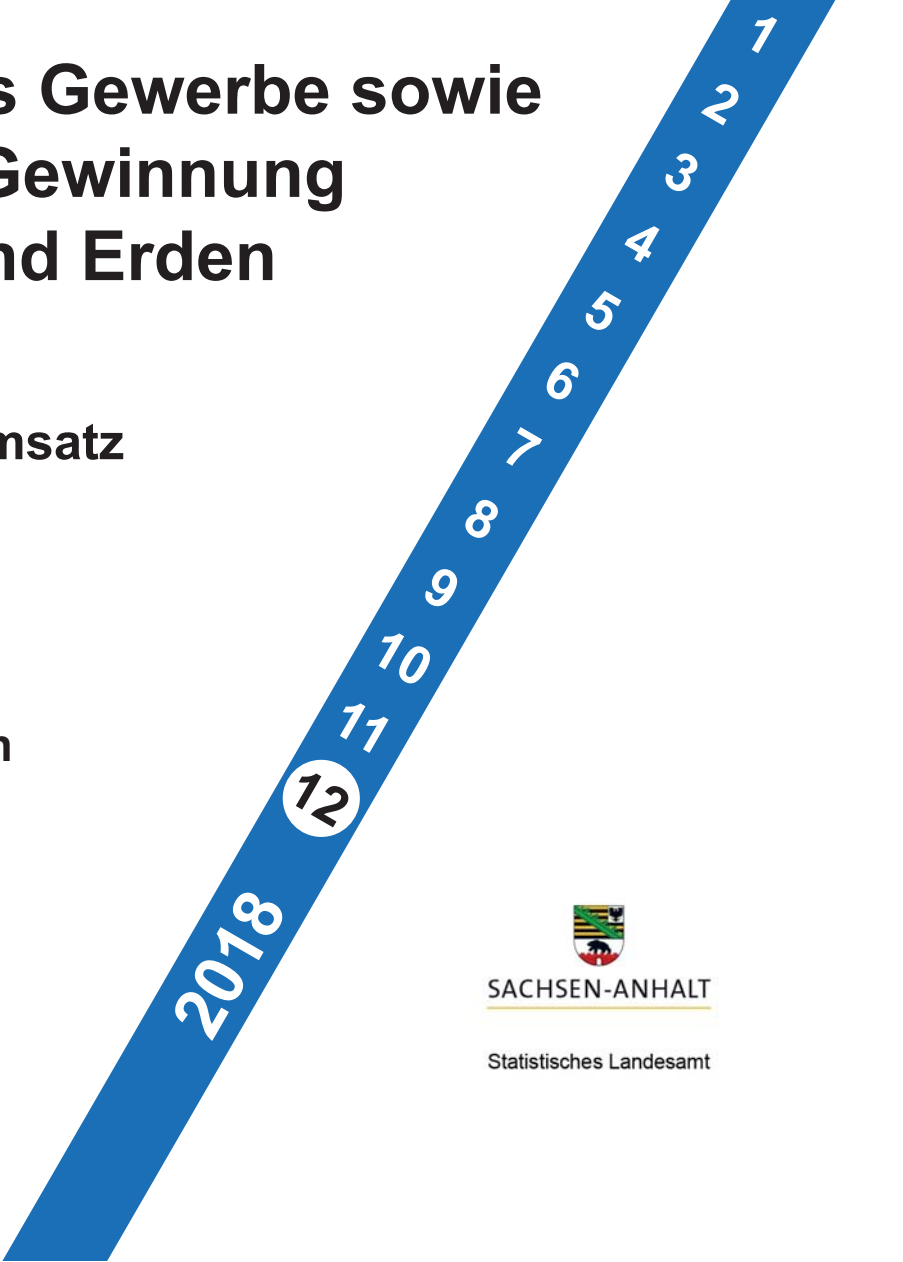 s Gewerbe sowie
Gewinnung
nd Erden
msatz
n
1
2
3
4
5
6
7
8
9
10
11
12
2018
SACHSEN-ANHALT
Statistisches Landesamt